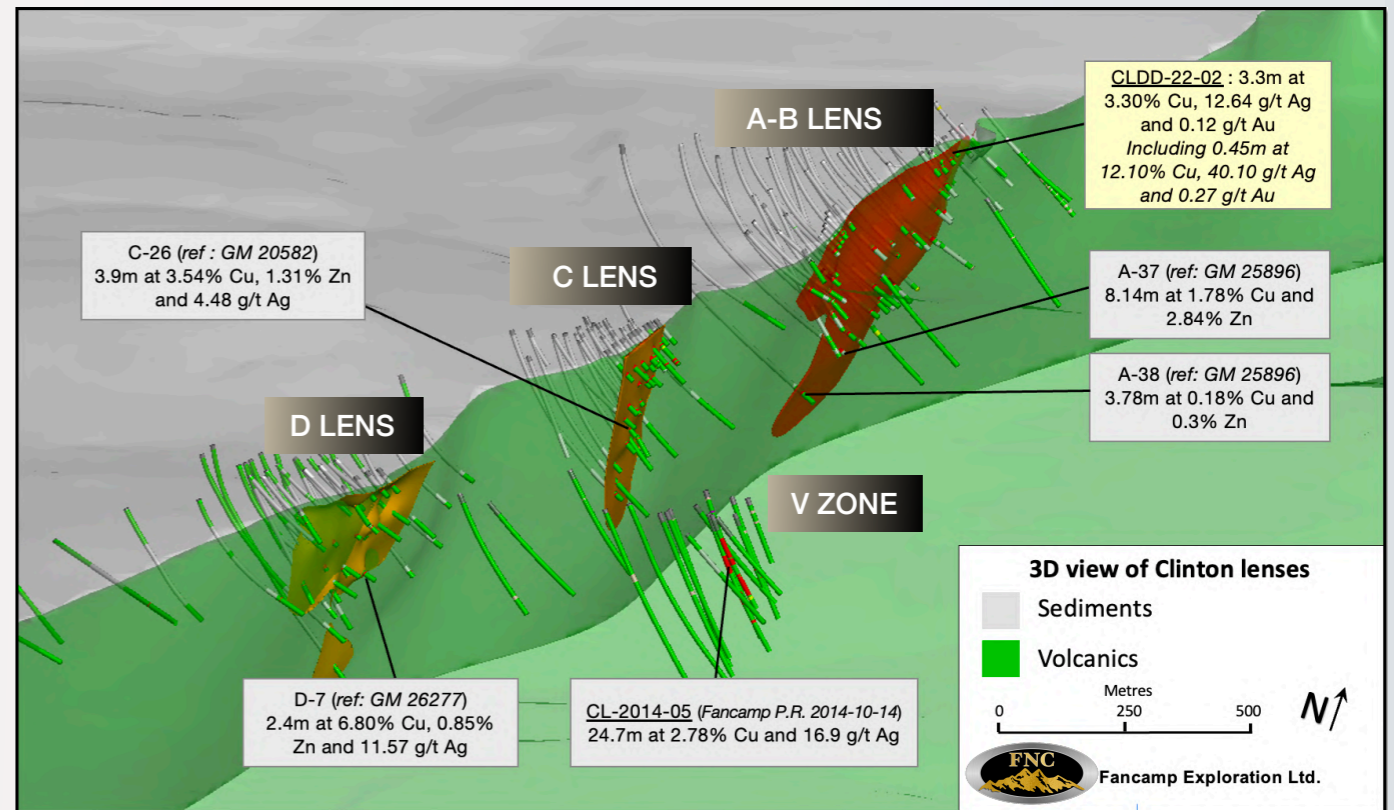 A-B LENS
CLDD-22-02 : 3.3m at
3.30% Cu, 12.64 g/t Ag
and 0.12 g/t Au
Including 0.45m at
12.10% Cu, 40.10 g/t Ag
and 0.27 g/t Au
C-26 (ref : GM 20582)
3.9m at 3.54% Cu, 1.31% Zn
and 4.48 g/t Ag
C LENS
A-37 (ref: GM 25896)
8.14m at 1.78% Cu and
2.84% Zn
A-38 (ref: GM 25896)
3.78m at 0.18% Cu and
0.3% Zn
D LENS
V ZONE
D-7 (ref: GM 26277)
2.4m at 6.80% Cu, 0.85%
Zn and 11.57 g/t Ag
CL-2014-05 (Fancamp P.R. 2014-10-14)
24.7m at 2.78% Cu and 16.9 g/t Ag
3D view of Clinton lenses
Sediments
Volcanics
Metres
0 250 500
N
FNC
Fancamp Exploration Ltd.